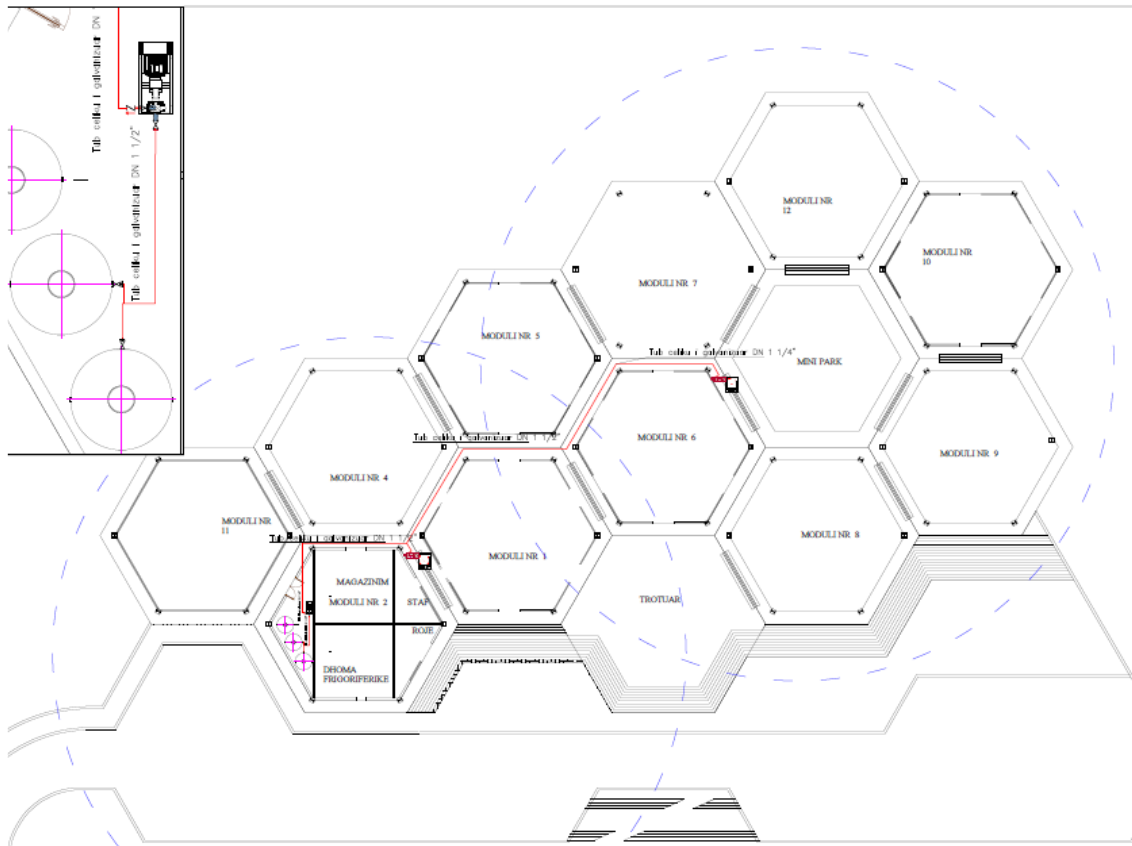 Tub celiku i galvanizuar DN
Tub celiku i galvanizuar DN 1 1/2"
MODULI NR
12
MODULI NR
10
MODULI NR 7
MODULI NR 5
Tub celiku i galvanizuar DN 1 1/4"
MINI PARK
MODULI NR 6
Tub celiku i galvanizuar DN 1 1/2"
MODULI NR 9
MODULI NR 4
MODULI NR
11
MODULI NR 8
Tub celiku i galvanizuar DN 1 1/2"
MODULI NR 1
MAGAZINIM
MODULI NR 2
STAF
TROTUAR
ROJE
DHOMA
FRIGORIFERIKE